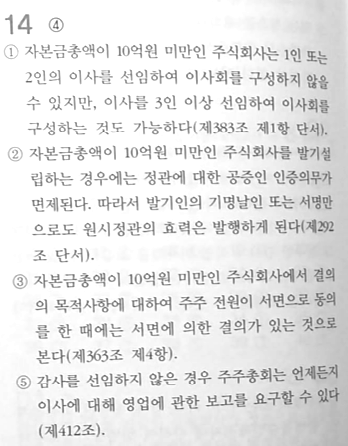 14 ④
① 자본금총액이 10억원 미만인 주식회사는 1인 또는
2인의 이사를 선임하여 이사회를 구성하지 않을
수 있지만, 이사를 3인 이상 선임하여 이사회를
구성하는 것도 가능하다(제383조 제1항 단서).
② 자본금총액이 10억원 미만인 주식회사를 발기설
립하는 경우에는 정관에 대한 공증인 인증의무가
면제된다. 따라서 발기인의 기명날인 또는 서명만
으로도 원시정관의 효력은 발행하게 된다(제292
조 단서).
③ 자본금총액이 10억원 미만인 주식회사에서 결의
의 목적사항에 대하여 주주 전원이 서면으로 동의
를 한 때에는 서면에 의한 결의가 있는 것으로
본다(제363조 제4항).
⑤ 감사를 선임하지 않은 경우 주주총회는 언제든지
이사에 대해 영업에 관한 보고를 요구할 수 있다
(제412조).